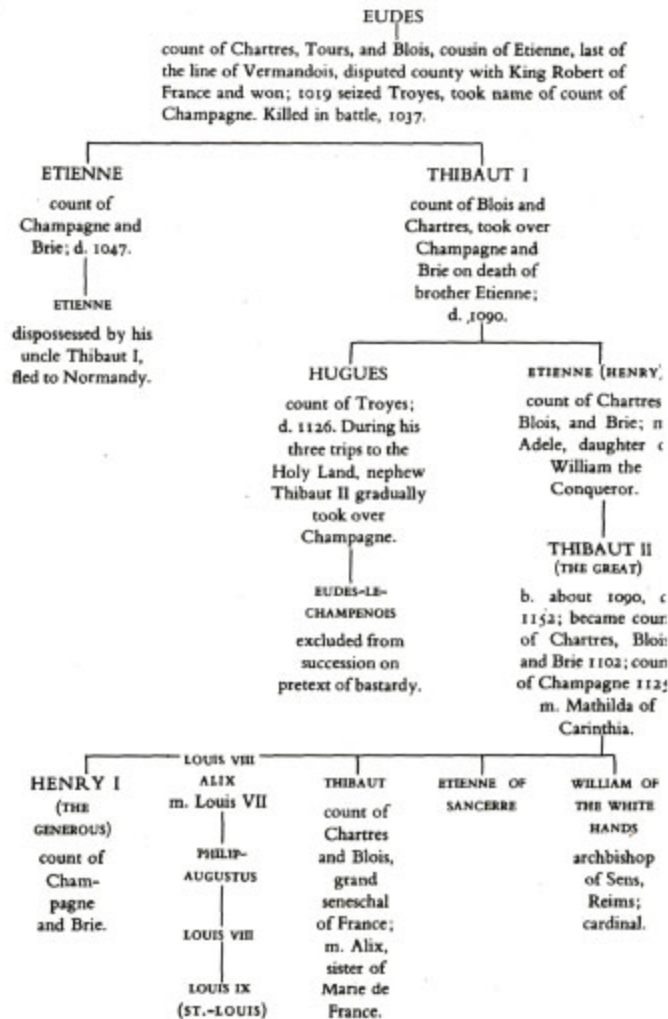 EUDES
count of Chartres, Tours, and Blois, cousin of Etienne, last of
the line of Vermandois, disputed county with King Robert of
France and won; 1019 seized Troyes, took name of count of
Champagne. Killed in battle, 1037.
ETIENNE
count of
Champagne and
Brie; d. 1047.
ETIENNE
dispossessed by his
uncle Thibaut I,
fled to Normandy.
THIBAUT I
count of Blois and
Chartres, took over
Champagne and
Brie on death of
brother Etienne;
d. 1090.
HUGUES
count of Troyes;
d. 1126. During his
three trips to the
Holy Land, nephew
Thibaut II gradually
took over
Champagne.
EUDES-LE-
CHAMPENOIS
excluded from
succession on
pretext of bastardy.
ETIENNE (HENRY)
count of Chartres
Blois, and Brie;
Adele, daughter
William the
Conqueror.
THIBAUT II
(THE GREAT)
b. about 1090,
1152; became
of Chartres,
and Brie 1102;
of Champagne
m. Mathilda of
Carinthia.
HENRY I
(THE
GENEROUS)
count of
Cham-
pagne
and Brie.
LOUIS VIII
ALIX
m. Louis VII
PHILIP-
AUGUSTUS
LOUIS VIII
LOUIS IX
(ST.-LOUIS)
THIBAUT
count of
Chartres
and Blois,
grand
seneschal
of France;
m. Alix,
sister of
Marie de
France.
ETIENNE OF
SANCERRE
WILLIAM OF
THE WHITE
HANDS
archbishop
of Sens,
Reims;
cardinal.